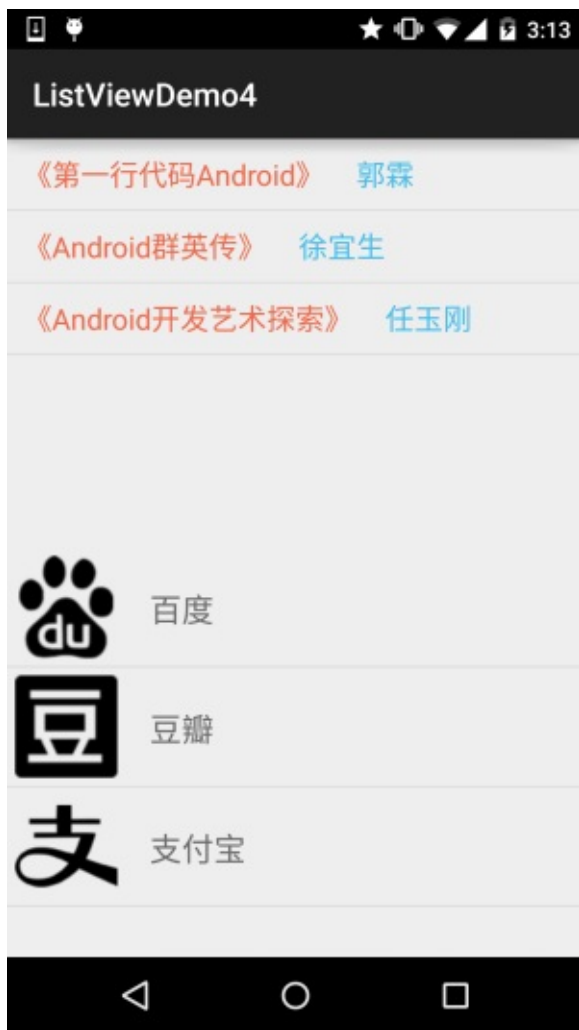 3:13
ListViewDemo4
《第一行代码Android》 郭霖
《Android群英传》 徐宜生
《Android开发艺术探索》 任玉刚
du 百度
豆 豆瓣
支 支付宝